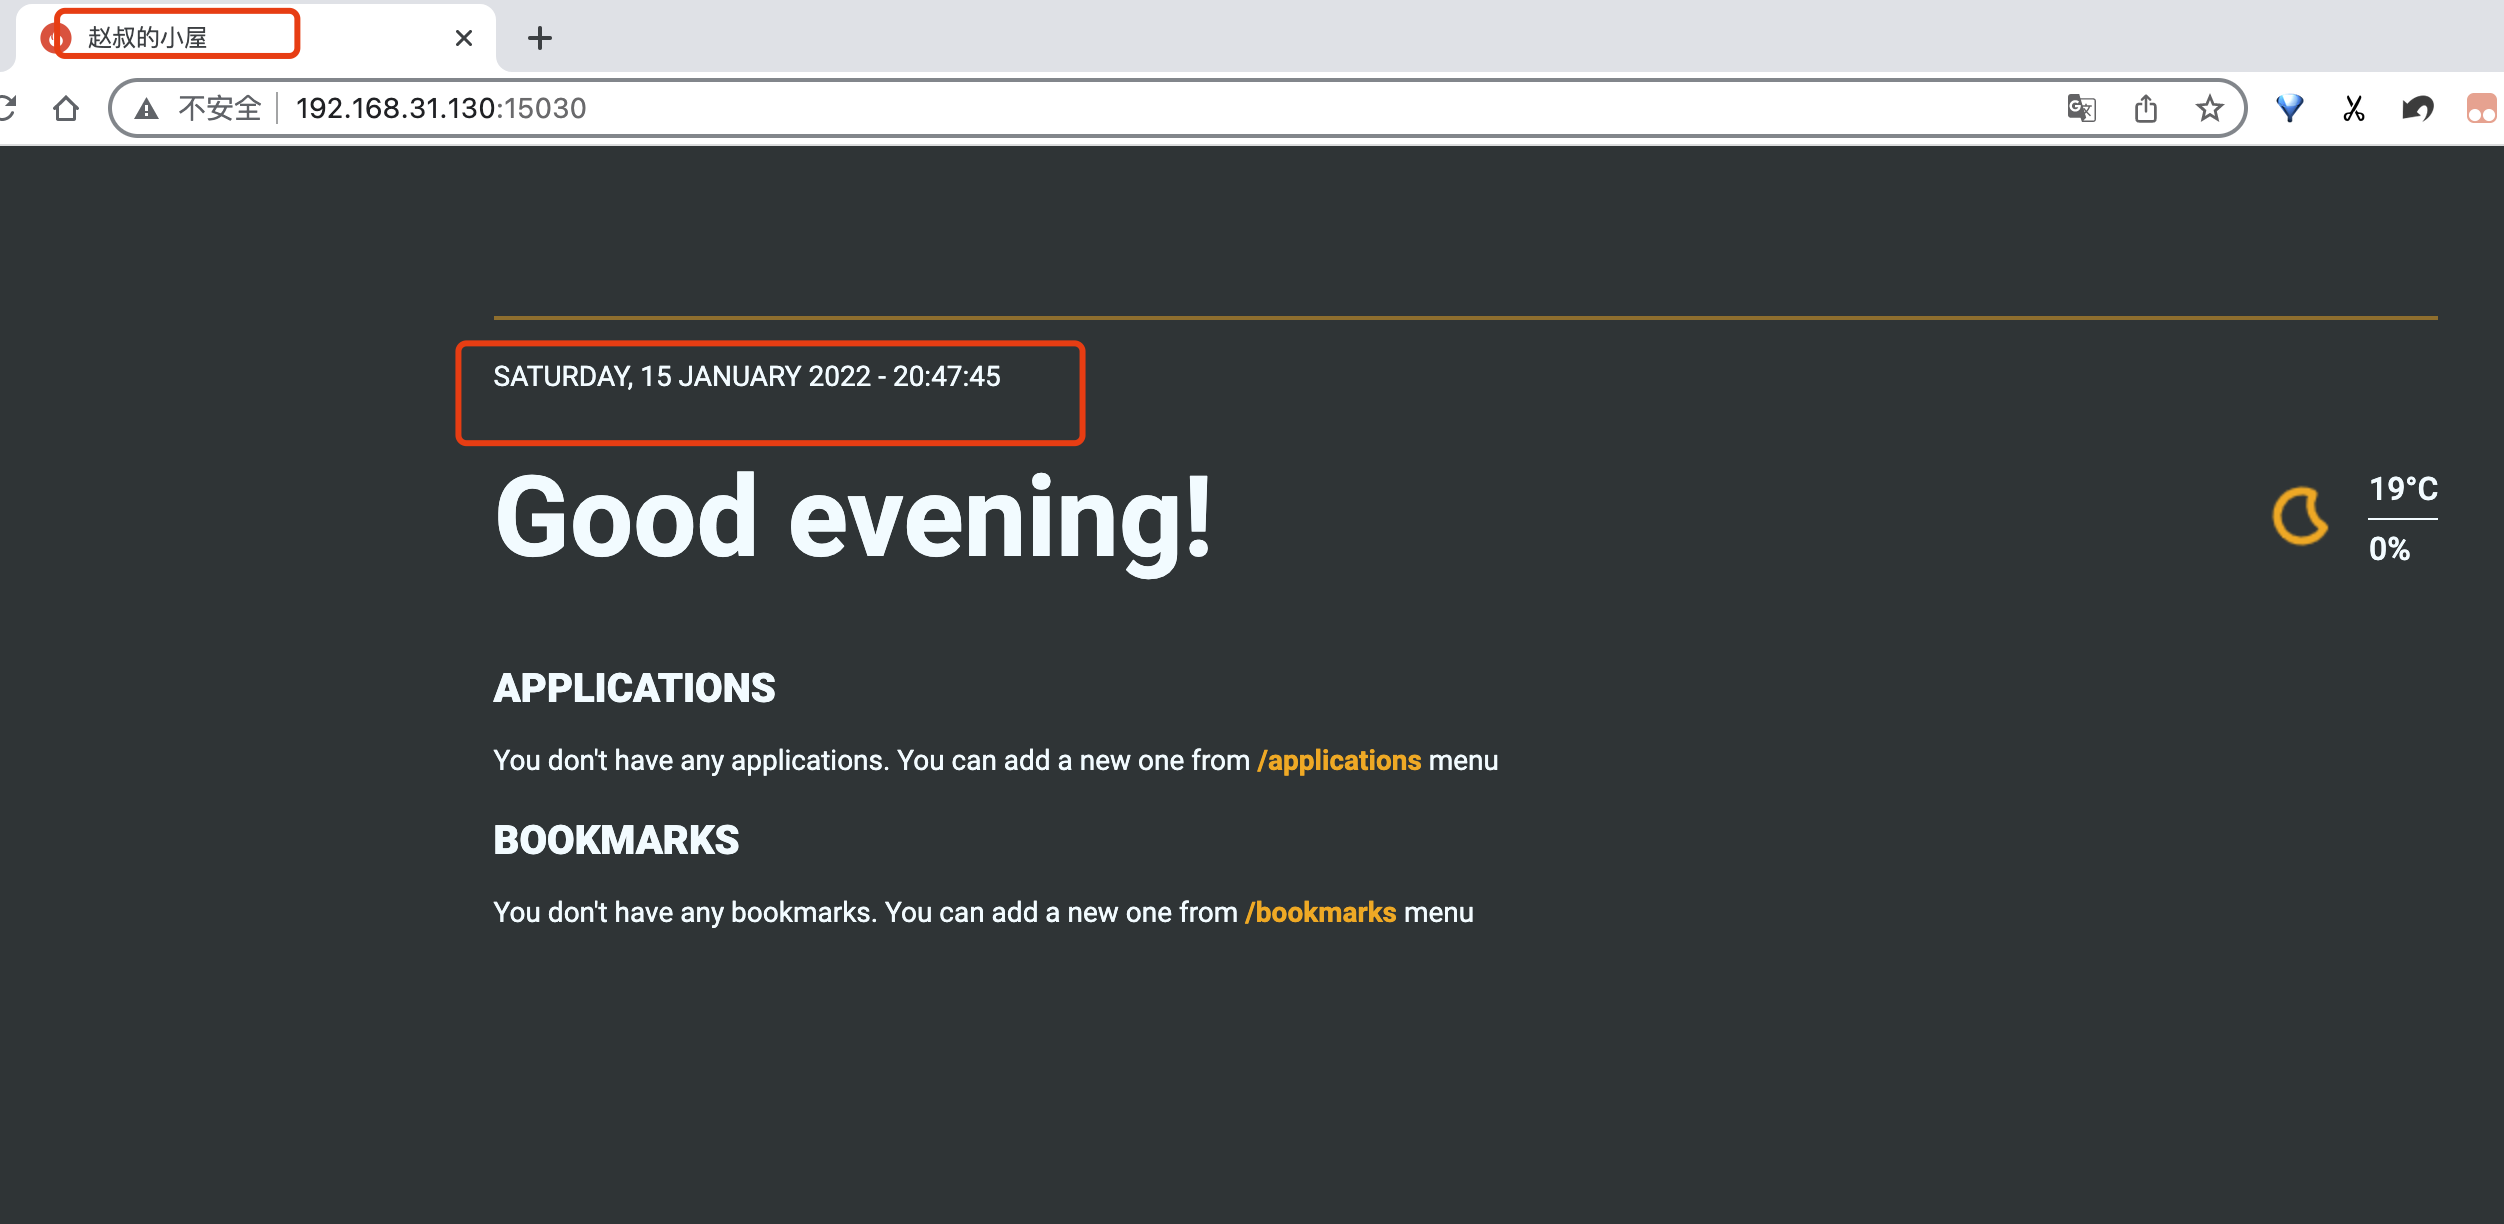 赵叔的小屋
不安全 192.168.31.130:15030
SATURDAY, 15 JANUARY 2022 - 20:47:45
Good evening!
19°C
0%
APPLICATIONS
You don't have any applications. You can add a new one from /applications menu
BOOKMARKS
You don't have any bookmarks. You can add a new one from /bookmarks menu